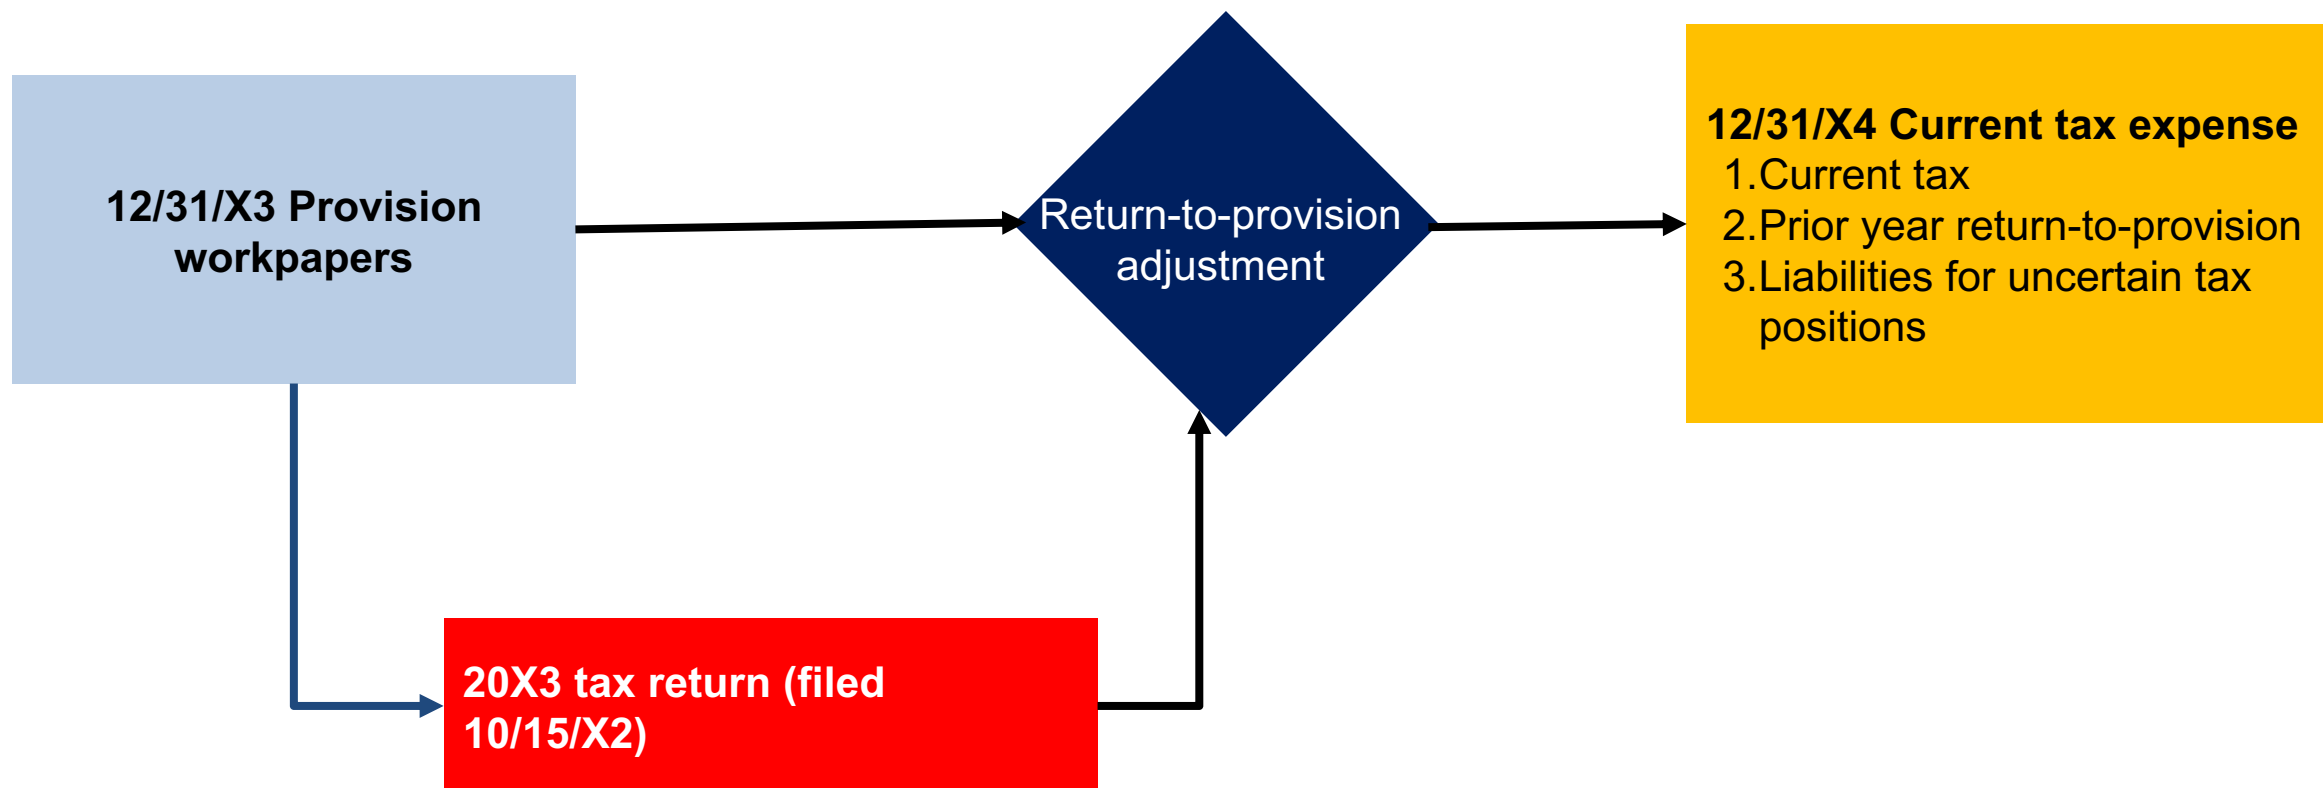 12/31/X3 Provision
workpapers
Return-to-provision
adjustment
12/31/X4 Current tax expense
1.Current tax
2.Prior year return-to-provision
3.Liabilities for uncertain tax
positions
20X3 tax return (filed
10/15/X2)